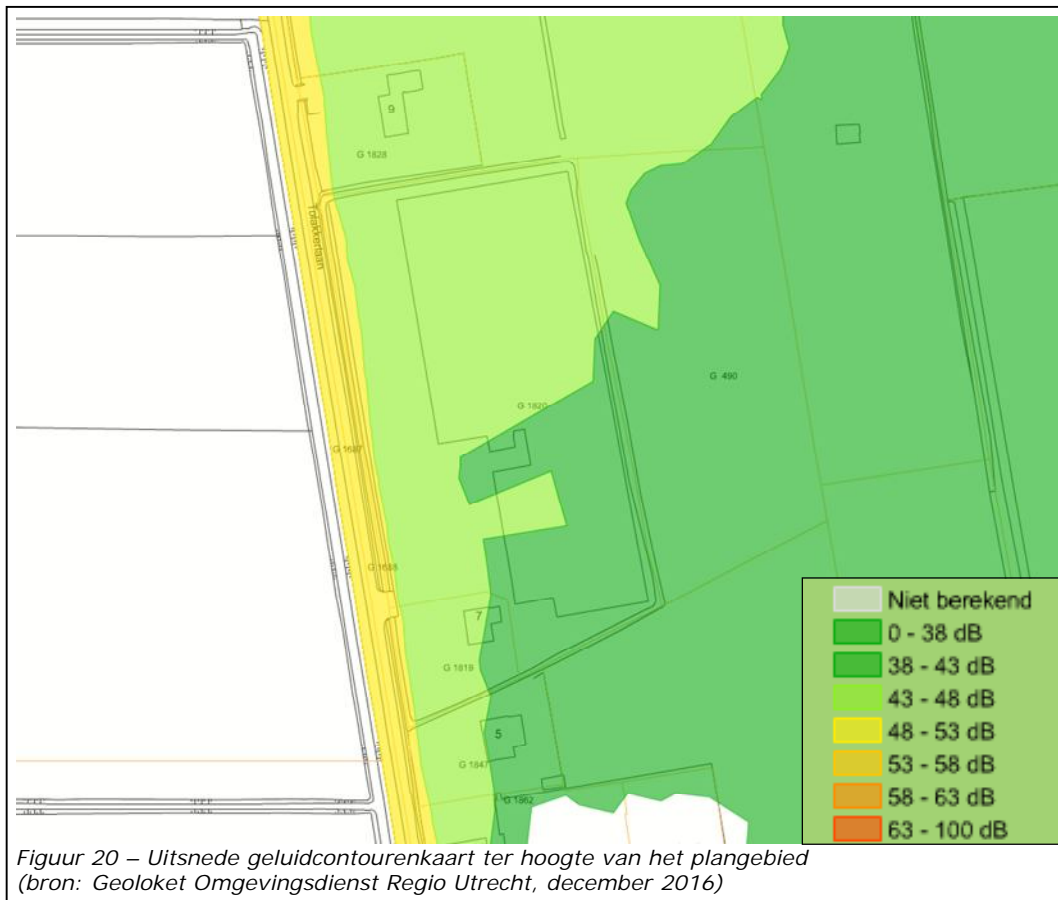 9
G 1828
Tolakkerlaan
G 490
G 1820
G 1687
G 1688
7
G 1819
5
G 1847
G 1862
Niet berekend
0 - 38 dB
38 - 43 dB
43 - 48 dB
48 - 53 dB
53 - 58 dB
58 - 63 dB
63 - 100 dB
Figuur 20 – Uitsnede geluidcontourenkaart ter hoogte van het plangebied
(bron: Geoloket Omgevingsdienst Regio Utrecht, december 2016)